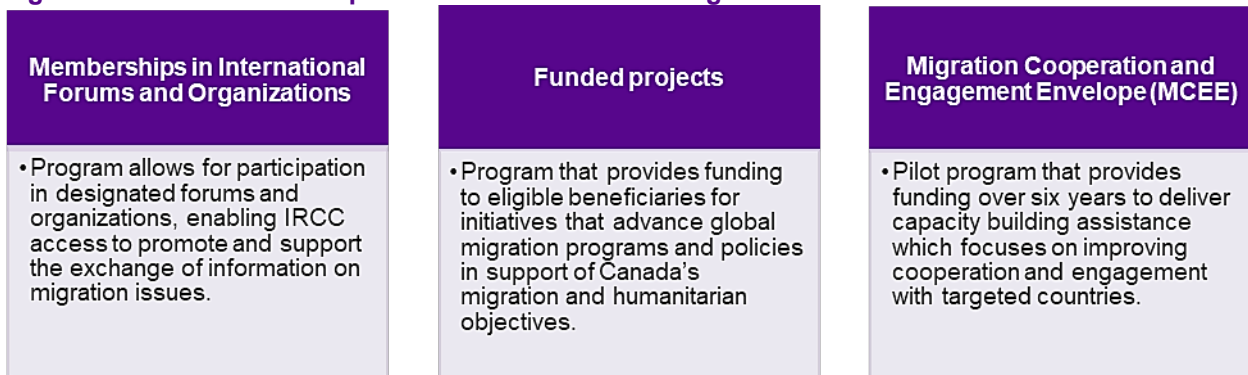 Memberships in International
Forums and Organizations
• Program allows for participation
in designated forums and
organizations, enabling IRCC
access to promote and support
the exchange of information on
migration issues.
Funded projects
• Program that provides funding
to eligible beneficiaries for
initiatives that advance global
migration programs and policies
in support of Canada's
migration and humanitarian
objectives.
Migration Cooperation and
Engagement Envelope (MCEE)
• Pilot program that provides
funding over six years to deliver
capacity building assistance
which focuses on improving
cooperation and engagement
with targeted countries.